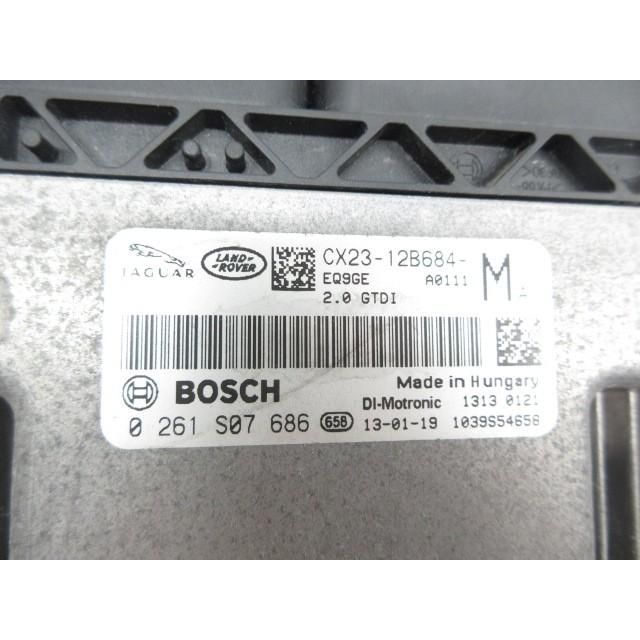 JAGUAR
LAND-ROVER
CX23-12B684-
EQ9GE A0111
2.0 GTDI
M
BOSCH
Made in Hungary
DI-Motronic 1313 0121
0 261 S07 686 658 13-01-19 1039S54658